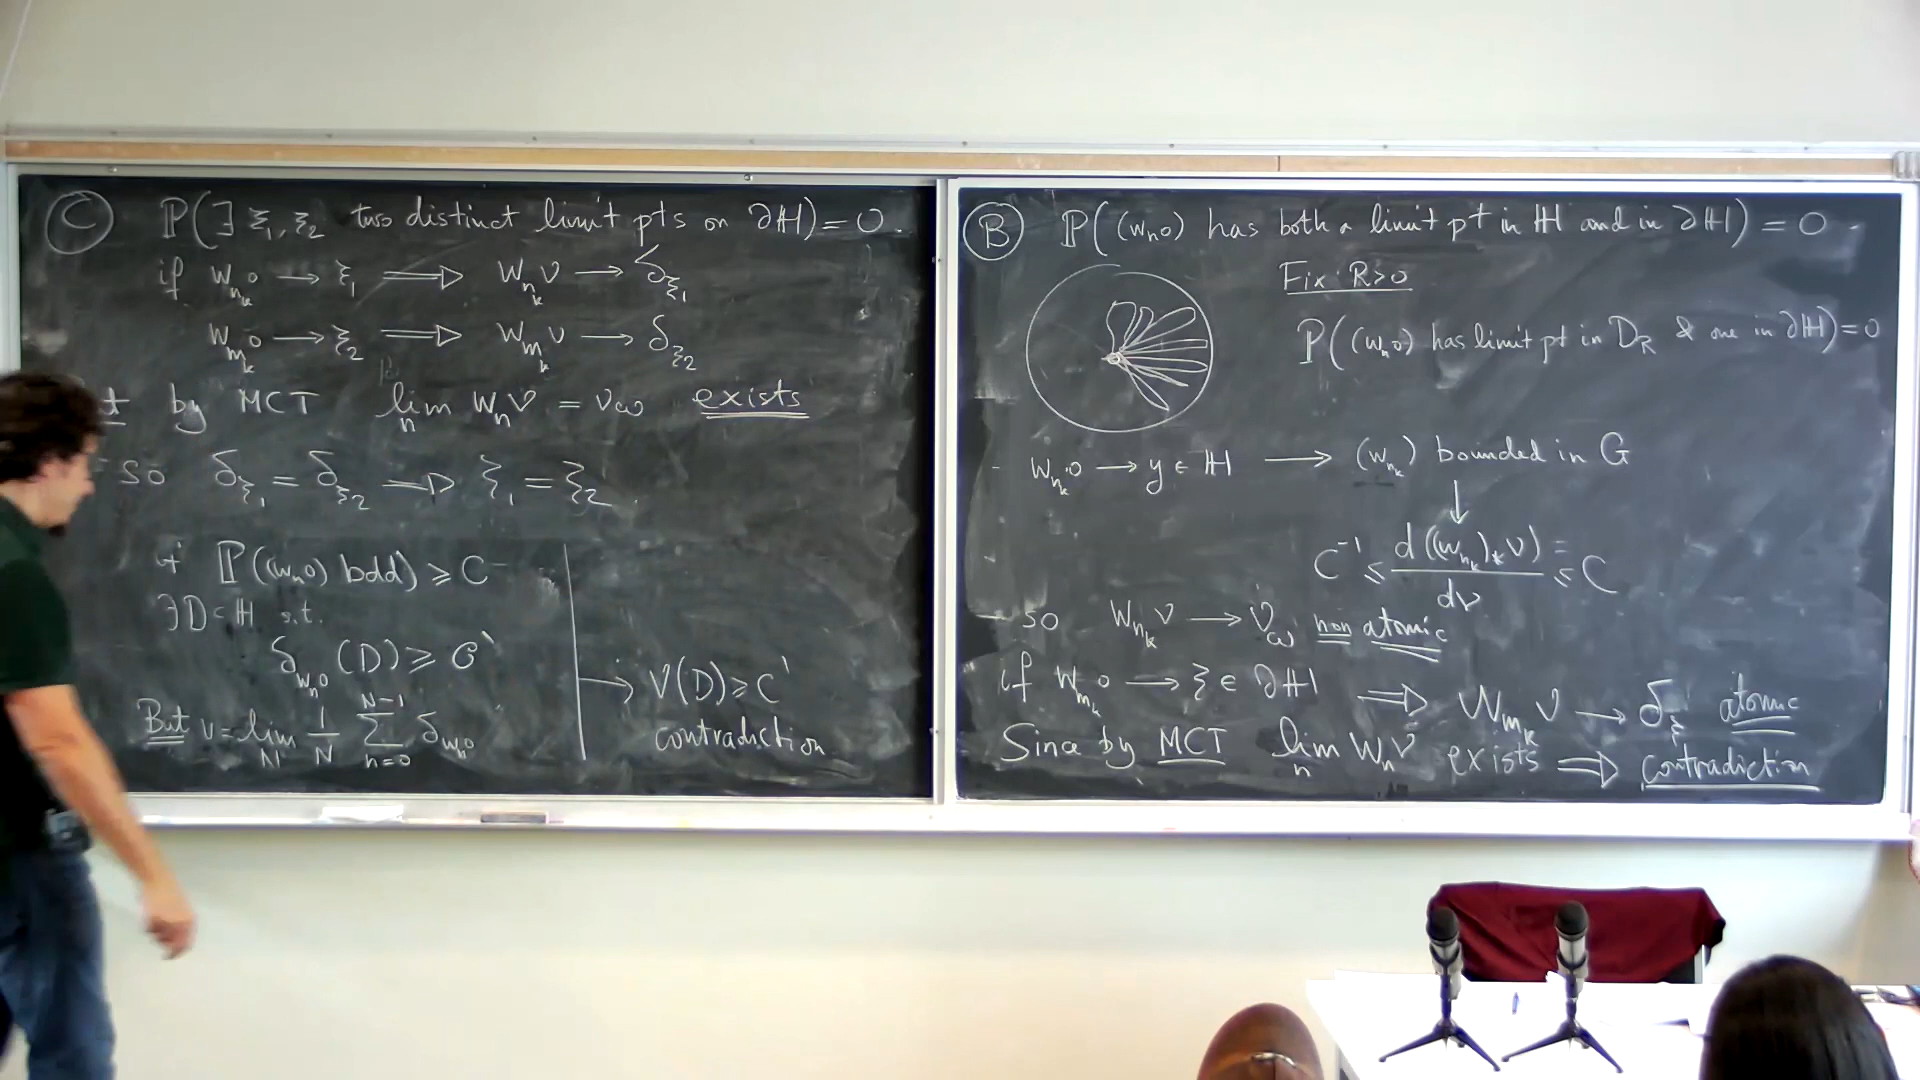 Ⓒ ℙ(∃ ξ₁, ξ₂ two distinct limit pts on ∂ℍ) = 0.
if w_{n_k}o → ξ₁ ⟹ w_{n_k}ν → δ_{ξ₁}
w_{m_k}o → ξ₂ ⟹ w_{m_k}ν → δ_{ξ₂}
by MCT lim_n w_nν = ν_ω exists
so δ_{ξ₁} = δ_{ξ₂} ⟹ ξ₁ = ξ₂.
if ℙ((w_no) bdd) ≥ C
∃D ⊂ ℍ s.t.
δ_{w_no}(D) ≥ C'
But ν = lim_N 1/N ∑_{n=0}^{N-1} δ_{w_no}
→ ν(D) ≥ C'
contradiction
Ⓑ ℙ((w_no) has both a limit pt in ℍ and in ∂ℍ) = 0.
Fix R>0
ℙ((w_no) has limit pt in D_R & one in ∂ℍ) = 0
- w_{n_k}o → y ∈ ℍ → (w_{n_k}) bounded in G
↓
C⁻¹ ≤ d((w_{n_k})_*ν)/dν ≤ C
- so w_{n_k}ν → ν_ω non atomic
if w_{m_k}o → ξ ∈ ∂ℍ ⟹ w_{m_k}ν → δ_ξ atomic
Since by MCT lim_n w_nν exists ⟹ contradiction